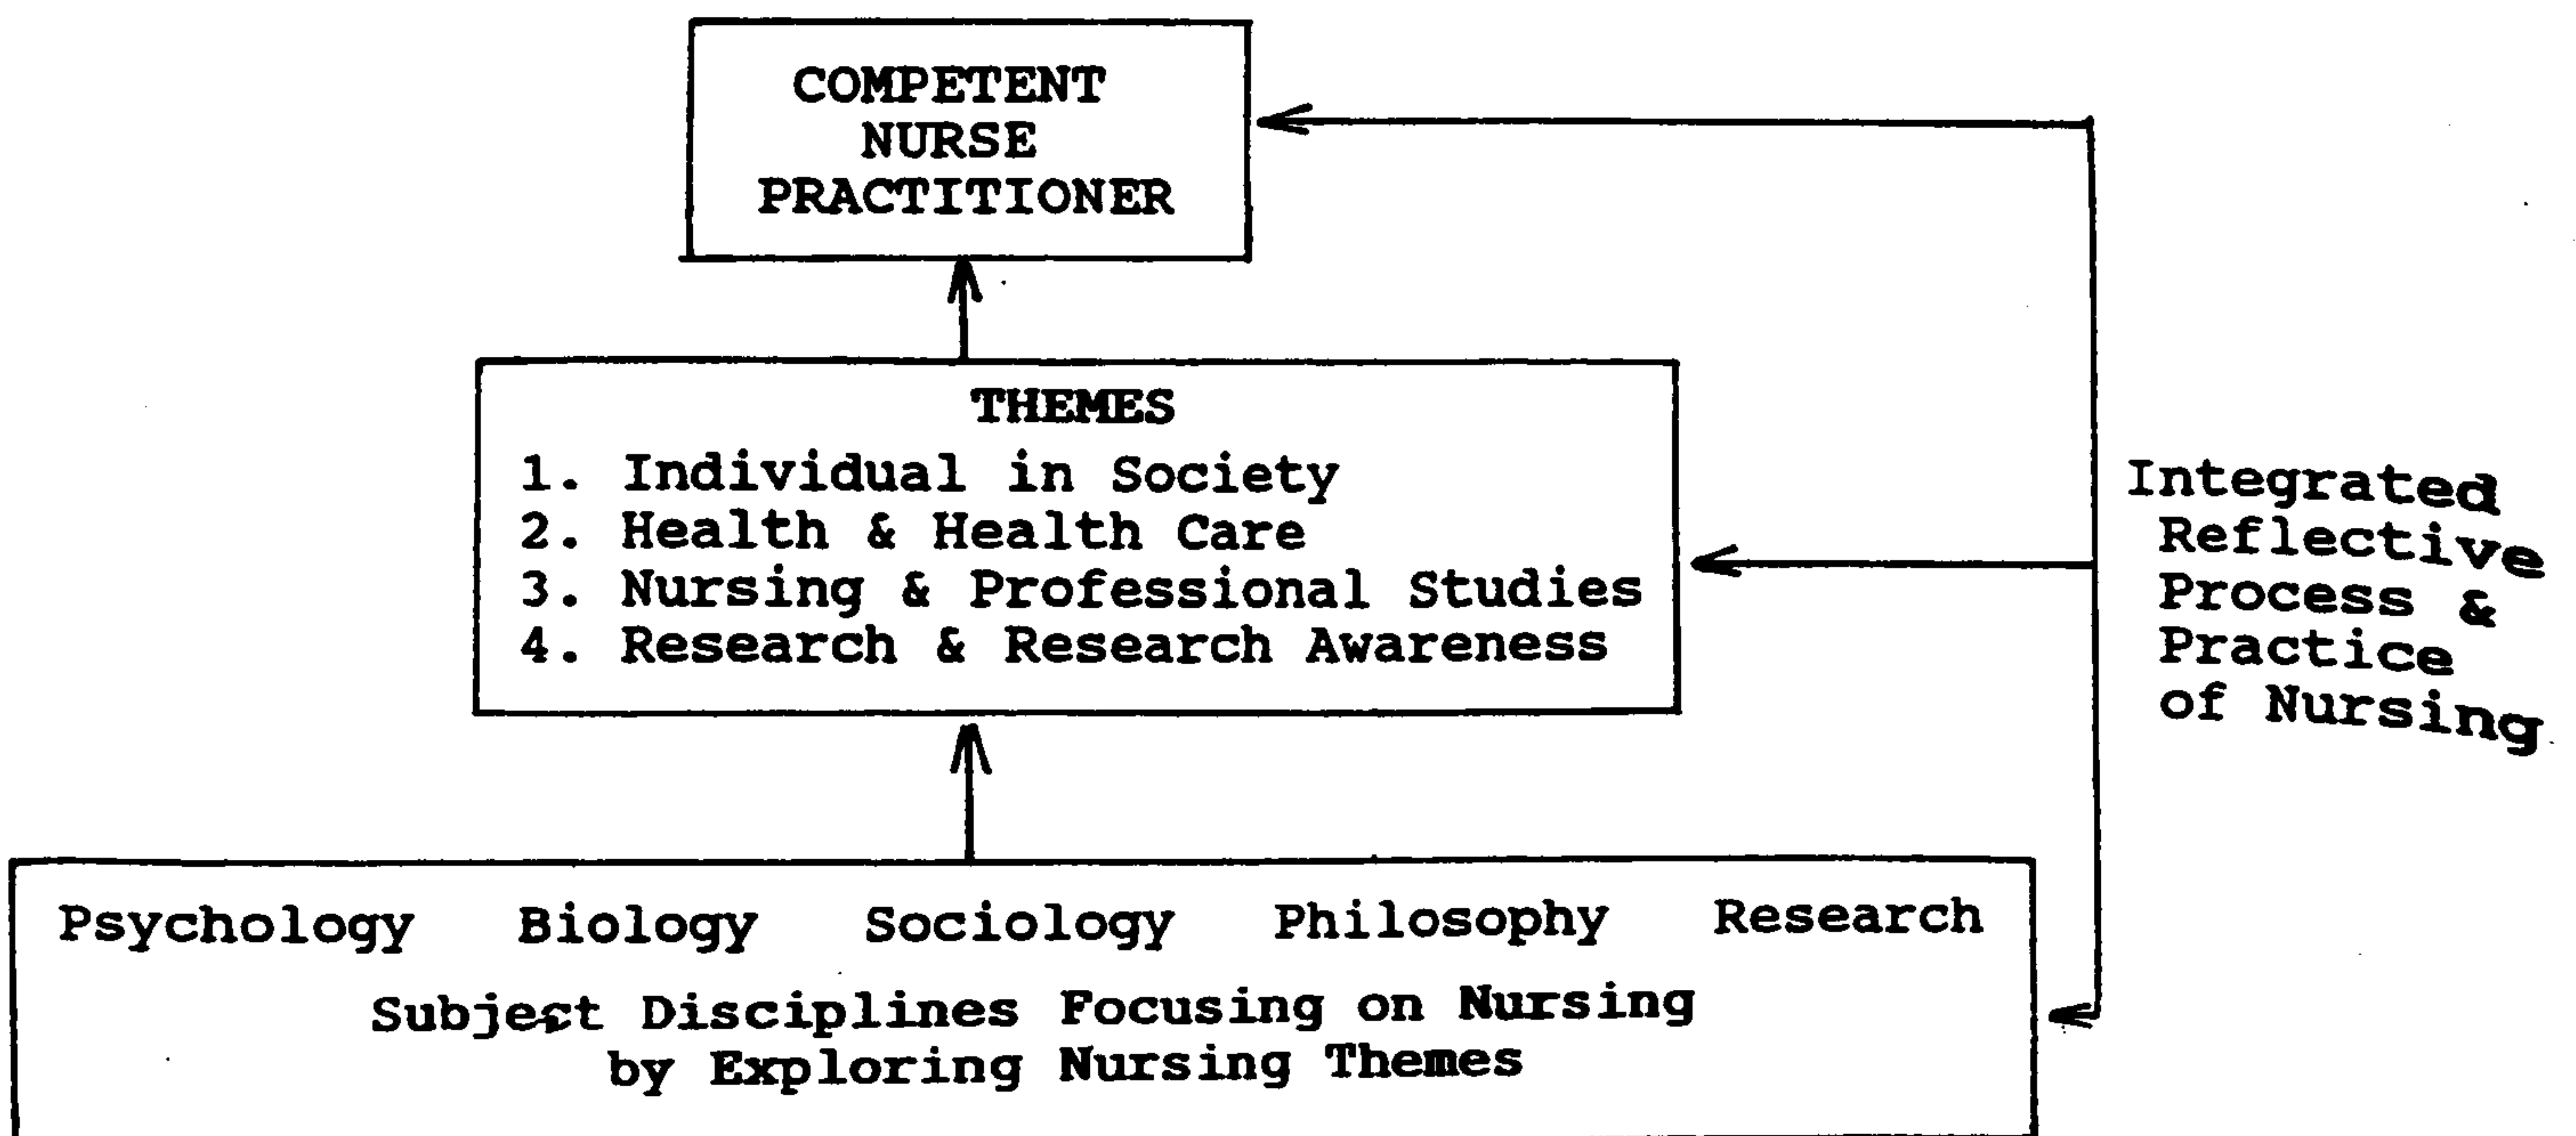 COMPETENT
NURSE
PRACTITIONER
THEMES
1. Individual in Society
2. Health & Health Care
3. Nursing & Professional Studies
4. Research & Research Awareness
Integrated
Reflective
Process &
Practice
of Nursing
Psychology Biology Sociology Philosophy Research
Subject Disciplines Focusing on Nursing
by Exploring Nursing Themes